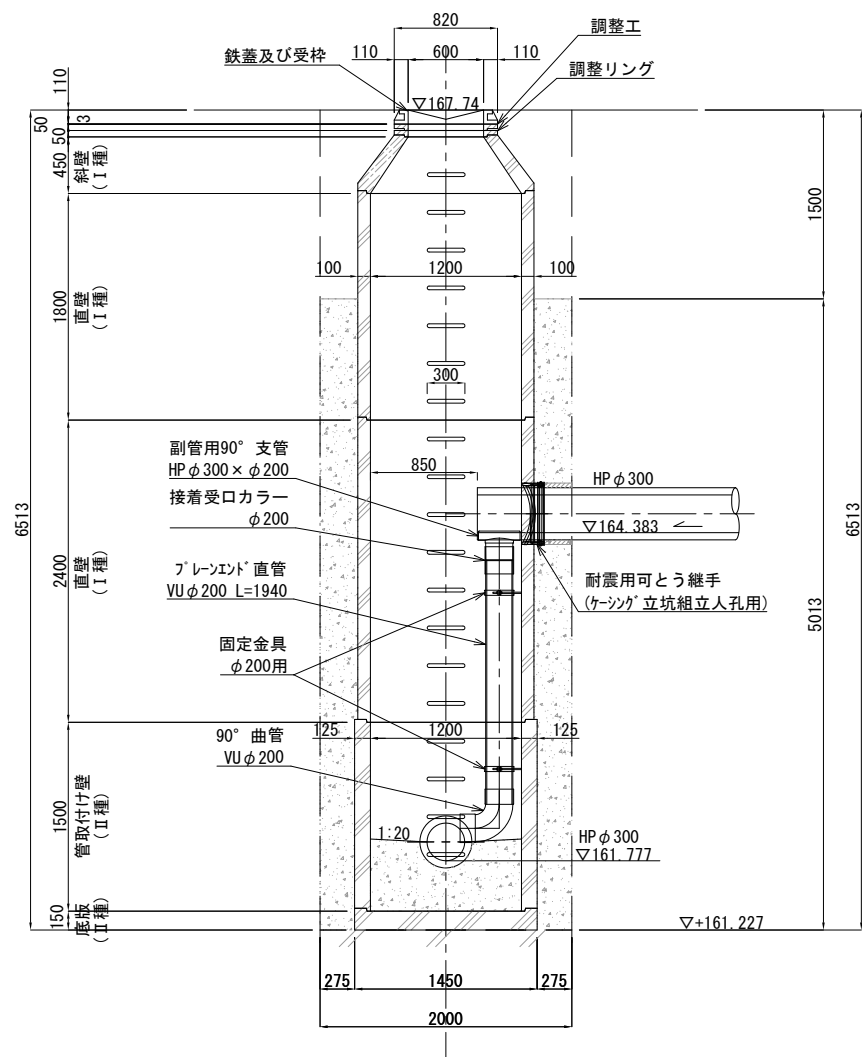 820
110 600 110
調整工
鉄蓋及び受枠
調整リング
▽167.74
110
50
3
50
450
斜壁
(Ⅰ種)
1500
100 1200 100
1800
直壁
(Ⅰ種)
300
副管用90° 支管
HPφ300×φ200
850
HPφ300
接着受口カラー
φ200
▽164.383
6513
6513
2400
直壁
(Ⅰ種)
プレーンエンド直管
VUφ200 L=1940
耐震用可とう継手
(ケーシング立坑組立人孔用)
5013
固定金具
φ200用
125 1200 125
90° 曲管
VUφ200
1500
管取付け壁
(Ⅱ種)
1:20
HPφ300
▽161.777
150
底版
(Ⅱ種)
▽+161.227
275 1450 275
2000